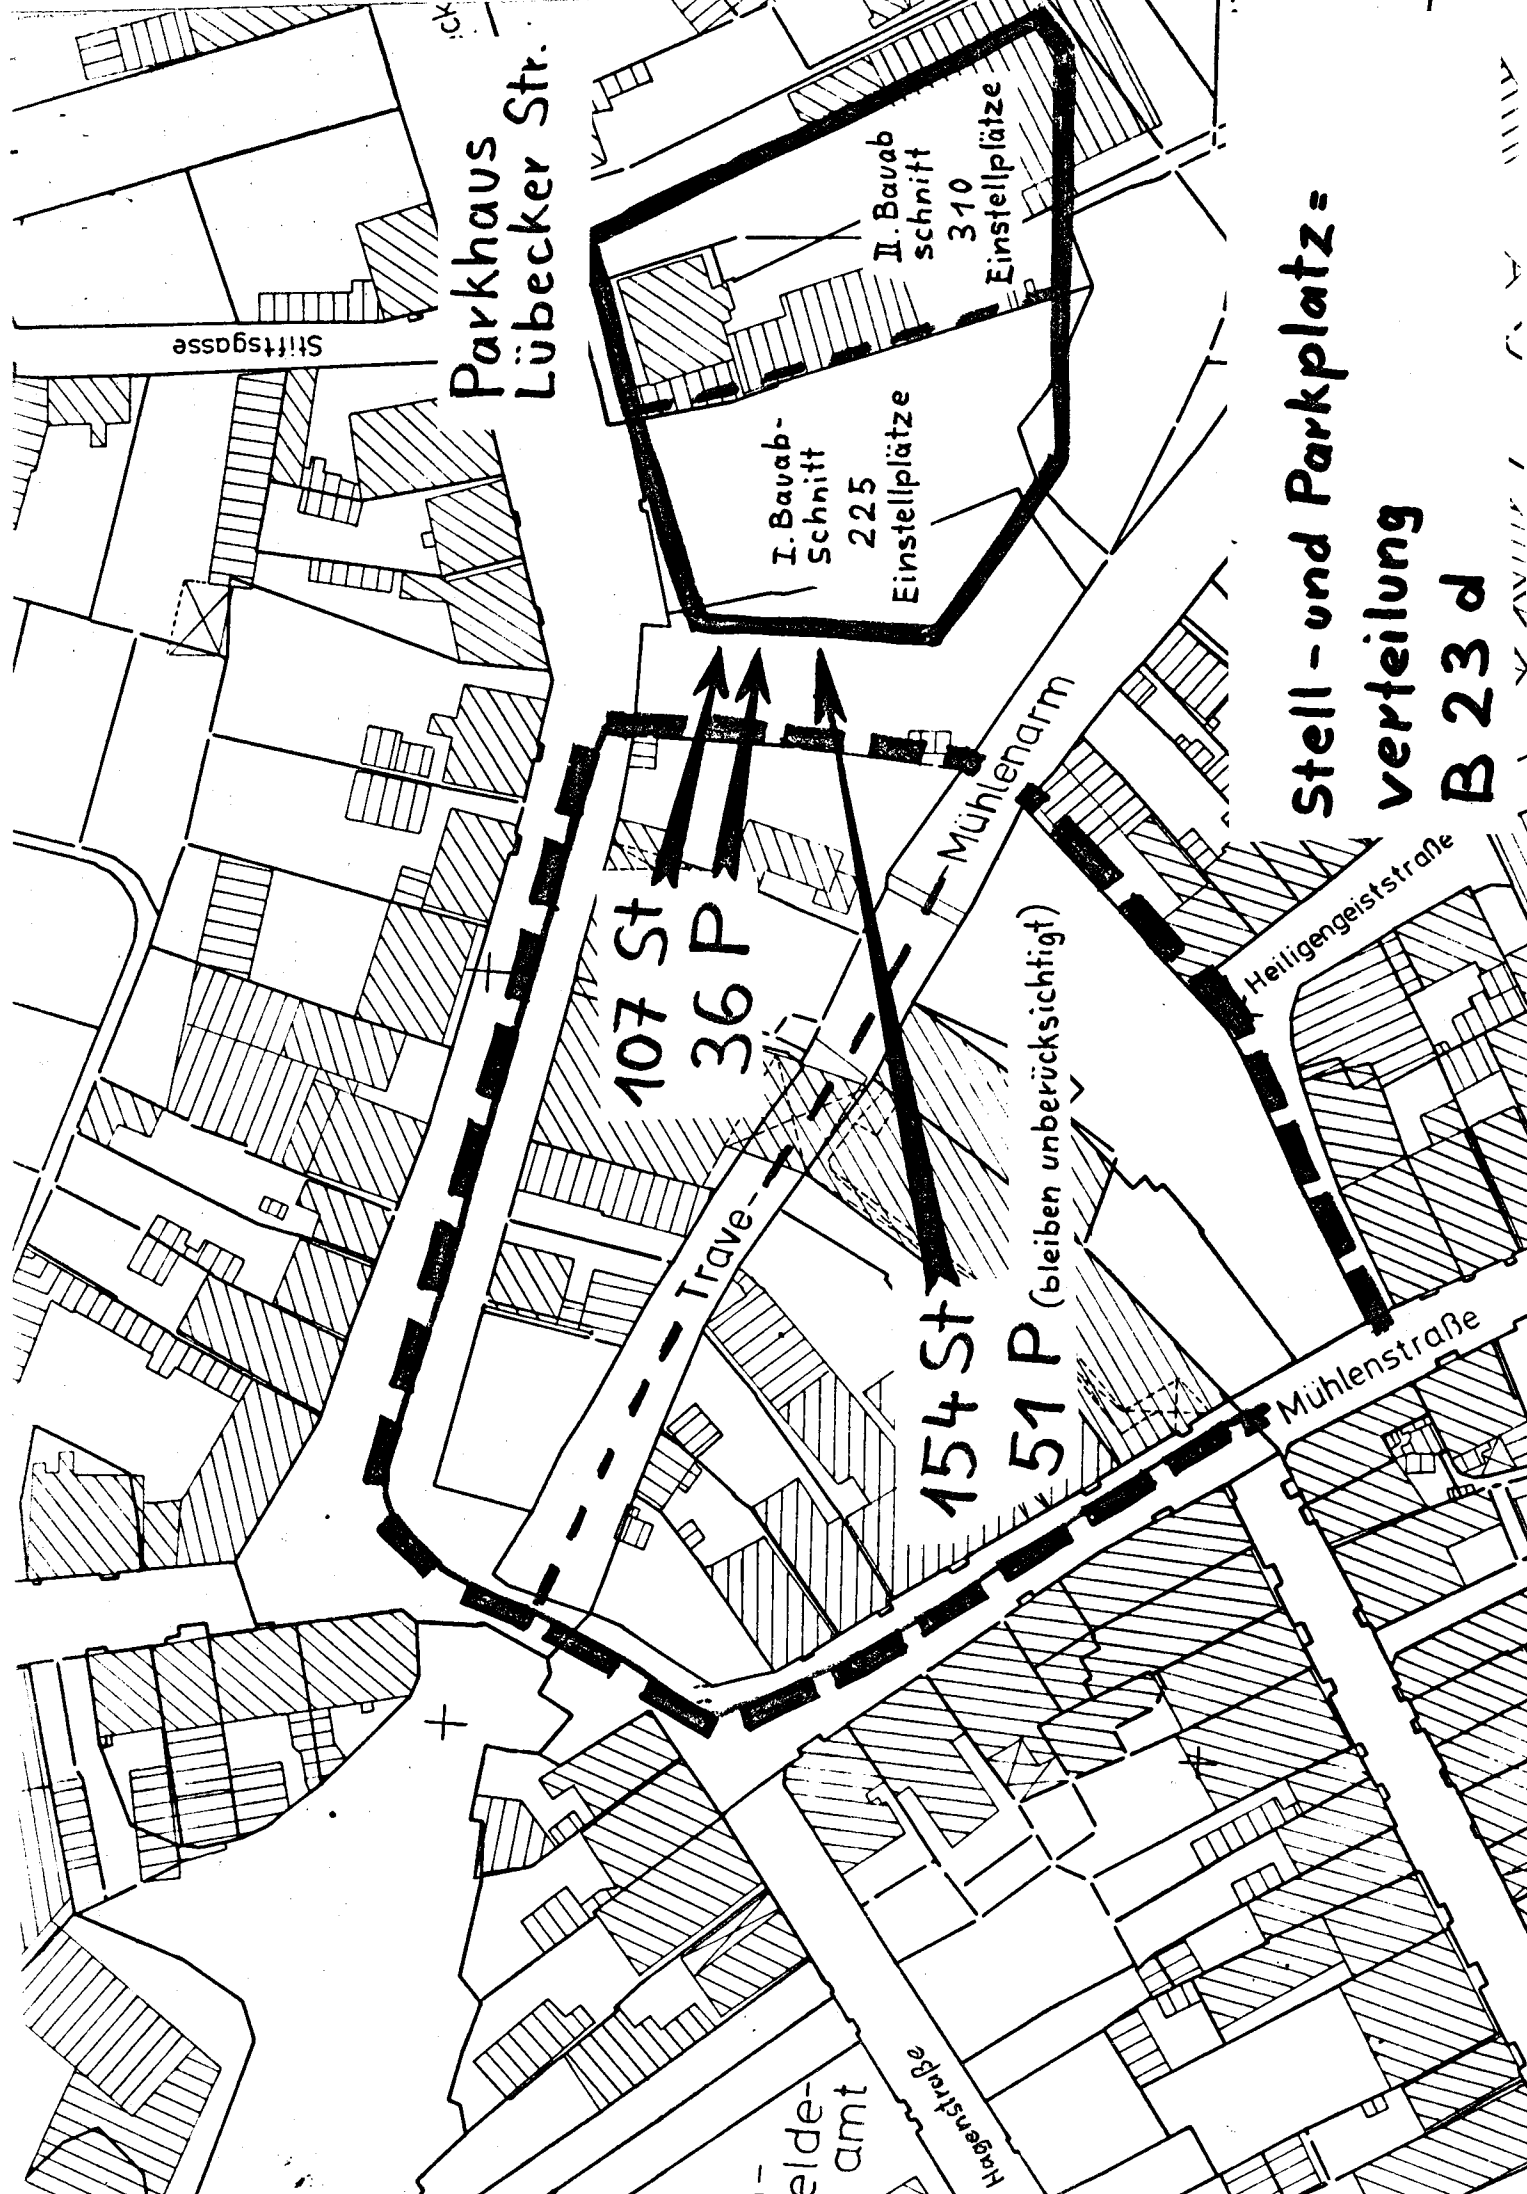 Parkhaus
Lübecker Str.
Stiftsgasse
II. Bauab
schnitt
310
Einstellplätze
I. Bauab-
schnitt
225
Einstellplätze
107 St
36 P
154 St
51 P (bleiben unberücksichtigt)
Trave-
Mühlenarm
Heiligengeiststraße
Mühlenstraße
Hagenstraße
elde-
amt
Stell- und Parkplatz=
verteilung
B 23 d